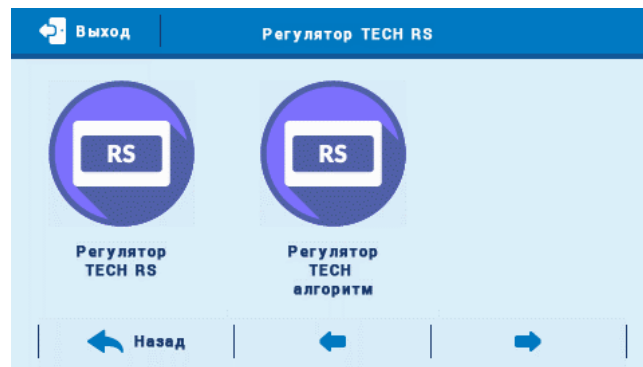 Выход
Регулятор TECH RS
RS
RS
Регулятор
TECH RS
Регулятор
TECH
алгоритм
Назад